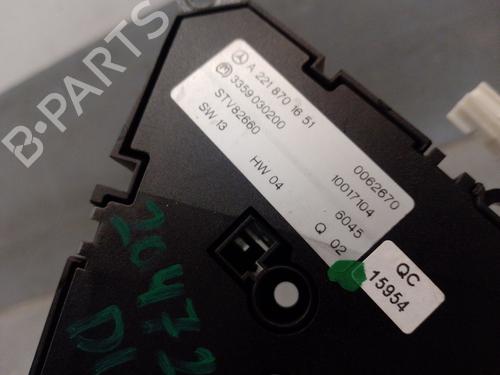 B-Parts
A 221 870 16 51
3359030200
STV82660
SW 13
HW 04
0062670
10017104
6045
Q 02
QC
15954